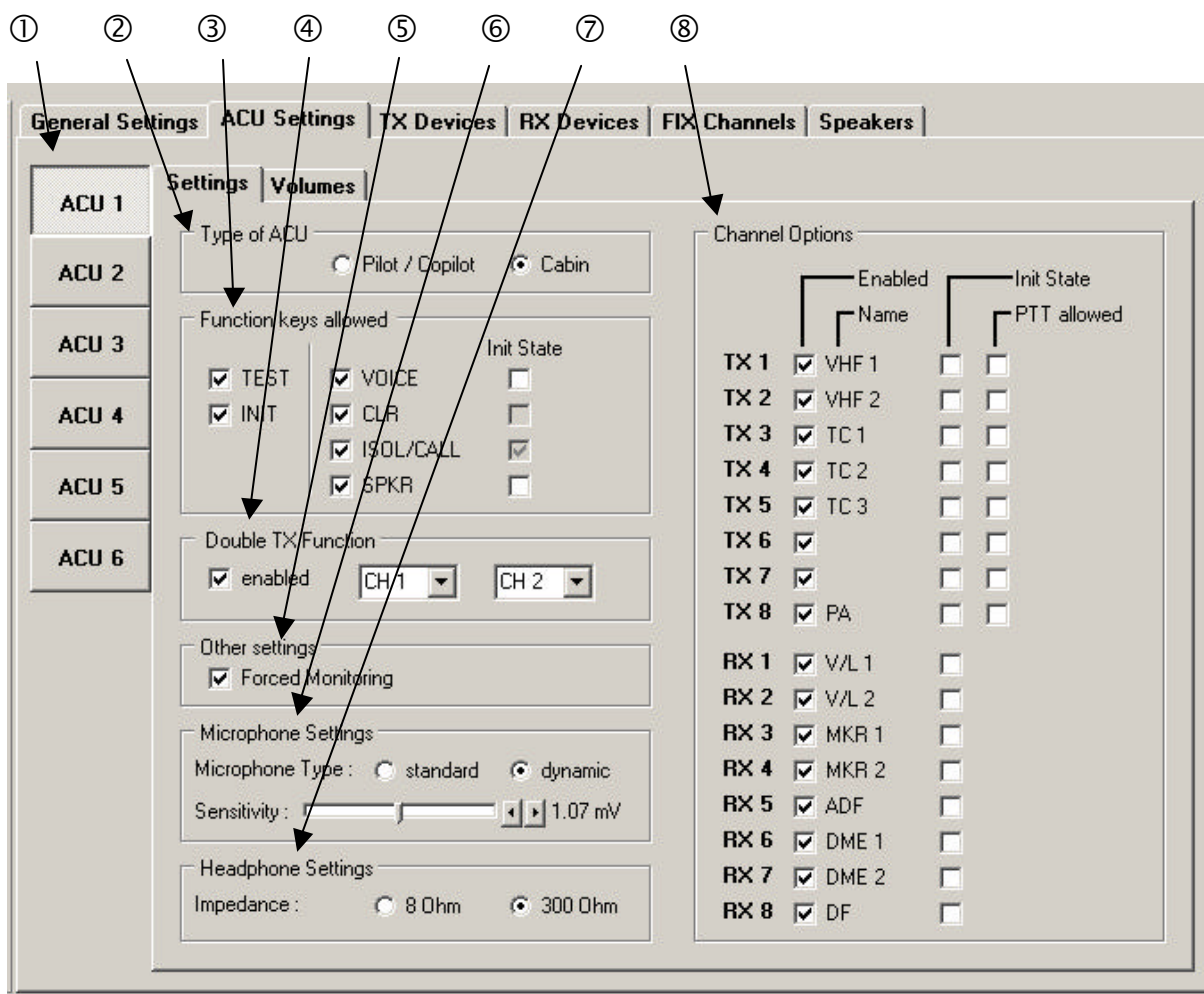 ① ② ③ ④ ⑤ ⑥ ⑦ ⑧
General Settings ACU Settings TX Devices RX Devices FIX Channels Speakers
ACU 1
ACU 2
ACU 3
ACU 4
ACU 5
ACU 6
Settings Volumes
Type of ACU
Pilot / Copilot Cabin
Function keys allowed
Init State
TEST VOICE
INIT CLR
ISOL/CALL
SPKR
Double TX Function
enabled CH 1 CH 2
Other settings
Forced Monitoring
Microphone Settings
Microphone Type : standard dynamic
Sensitivity : 1.07 mV
Headphone Settings
Impedance : 8 Ohm 300 Ohm
Channel Options
Enabled Init State
Name PTT allowed
TX 1 VHF 1
TX 2 VHF 2
TX 3 TC 1
TX 4 TC 2
TX 5 TC 3
TX 6
TX 7
TX 8 PA
RX 1 V/L 1
RX 2 V/L 2
RX 3 MKR 1
RX 4 MKR 2
RX 5 ADF
RX 6 DME 1
RX 7 DME 2
RX 8 DF